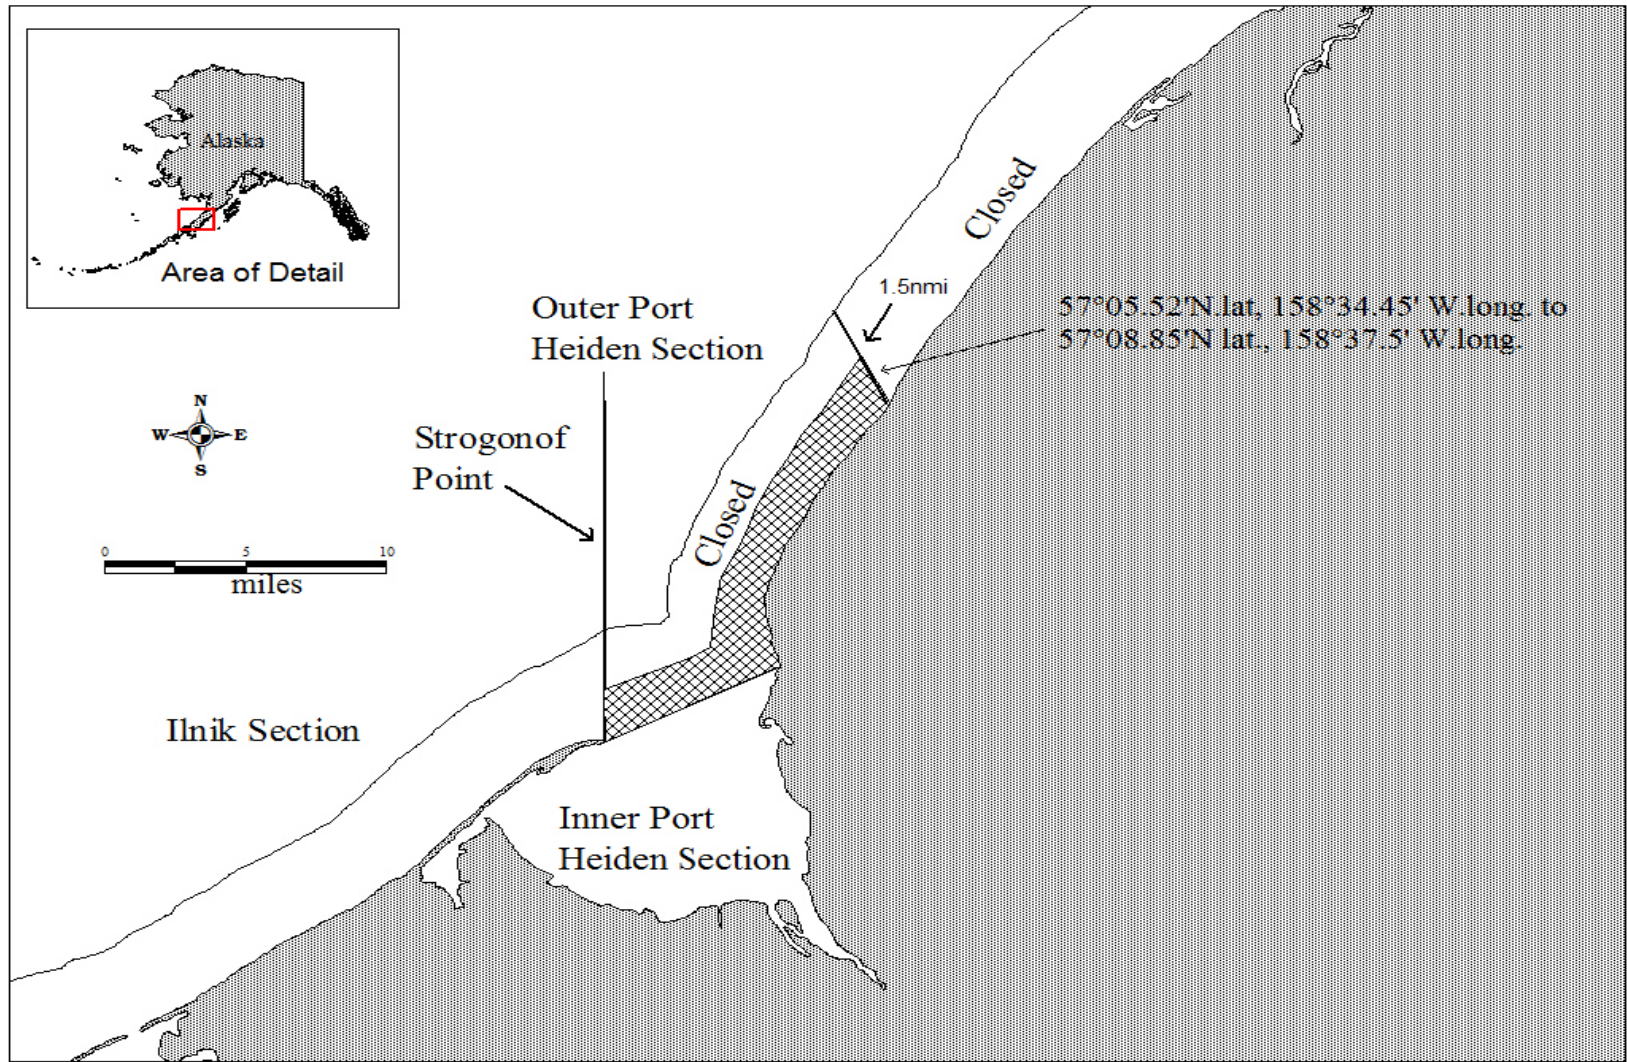 Alaska
Area of Detail
Closed
1.5nmi
Outer Port
Heiden Section
57°05.52'N.lat, 158°34.45' W.long. to
57°08.85'N lat., 158°37.5' W.long.
N
W E
S
Strogonof
Point
Closed
0 5 10
miles
Ilnik Section
Inner Port
Heiden Section